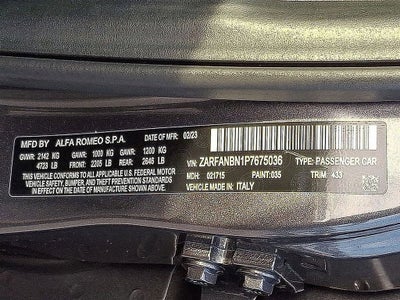 MFD BY ALFA ROMEO S.P.A. DATE OF MFR: 02/23
GVWR: 2142 KG GAWR: 1000 KG GAWR: 1200 KG
4723 LB FRONT: 2205 LB REAR: 2646 LB
THIS VEHICLE CONFORMS TO ALL APPLICABLE U.S. FEDERAL MOTOR
VEHICLE SAFETY, BUMPER, AND THEFT PREVENTION STANDARDS IN
EFFECT ON THE DATE OF MANUFACTURE SHOWN ABOVE.
VIN: ZARFANBN1P7675036 TYPE: PASSENGER CAR
MDH: 021715 PAINT: 035 TRIM: 433
VEHICLE MADE IN: ITALY